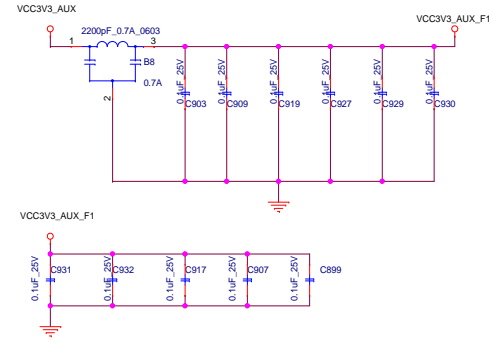 VCC3V3_AUX
VCC3V3_AUX_F1
2200pF_0.7A_0603
1
3
B8
0.7A
2
0.1uF_25V
C903
0.1uF_25V
C909
0.1uF_25V
C919
0.1uF_25V
C927
0.1uF_25V
C929
0.1uF_25V
C930
VCC3V3_AUX_F1
0.1uF_25V
C931
0.1uF_25V
C932
0.1uF_25V
C917
0.1uF_25V
C907
0.1uF_25V
C899